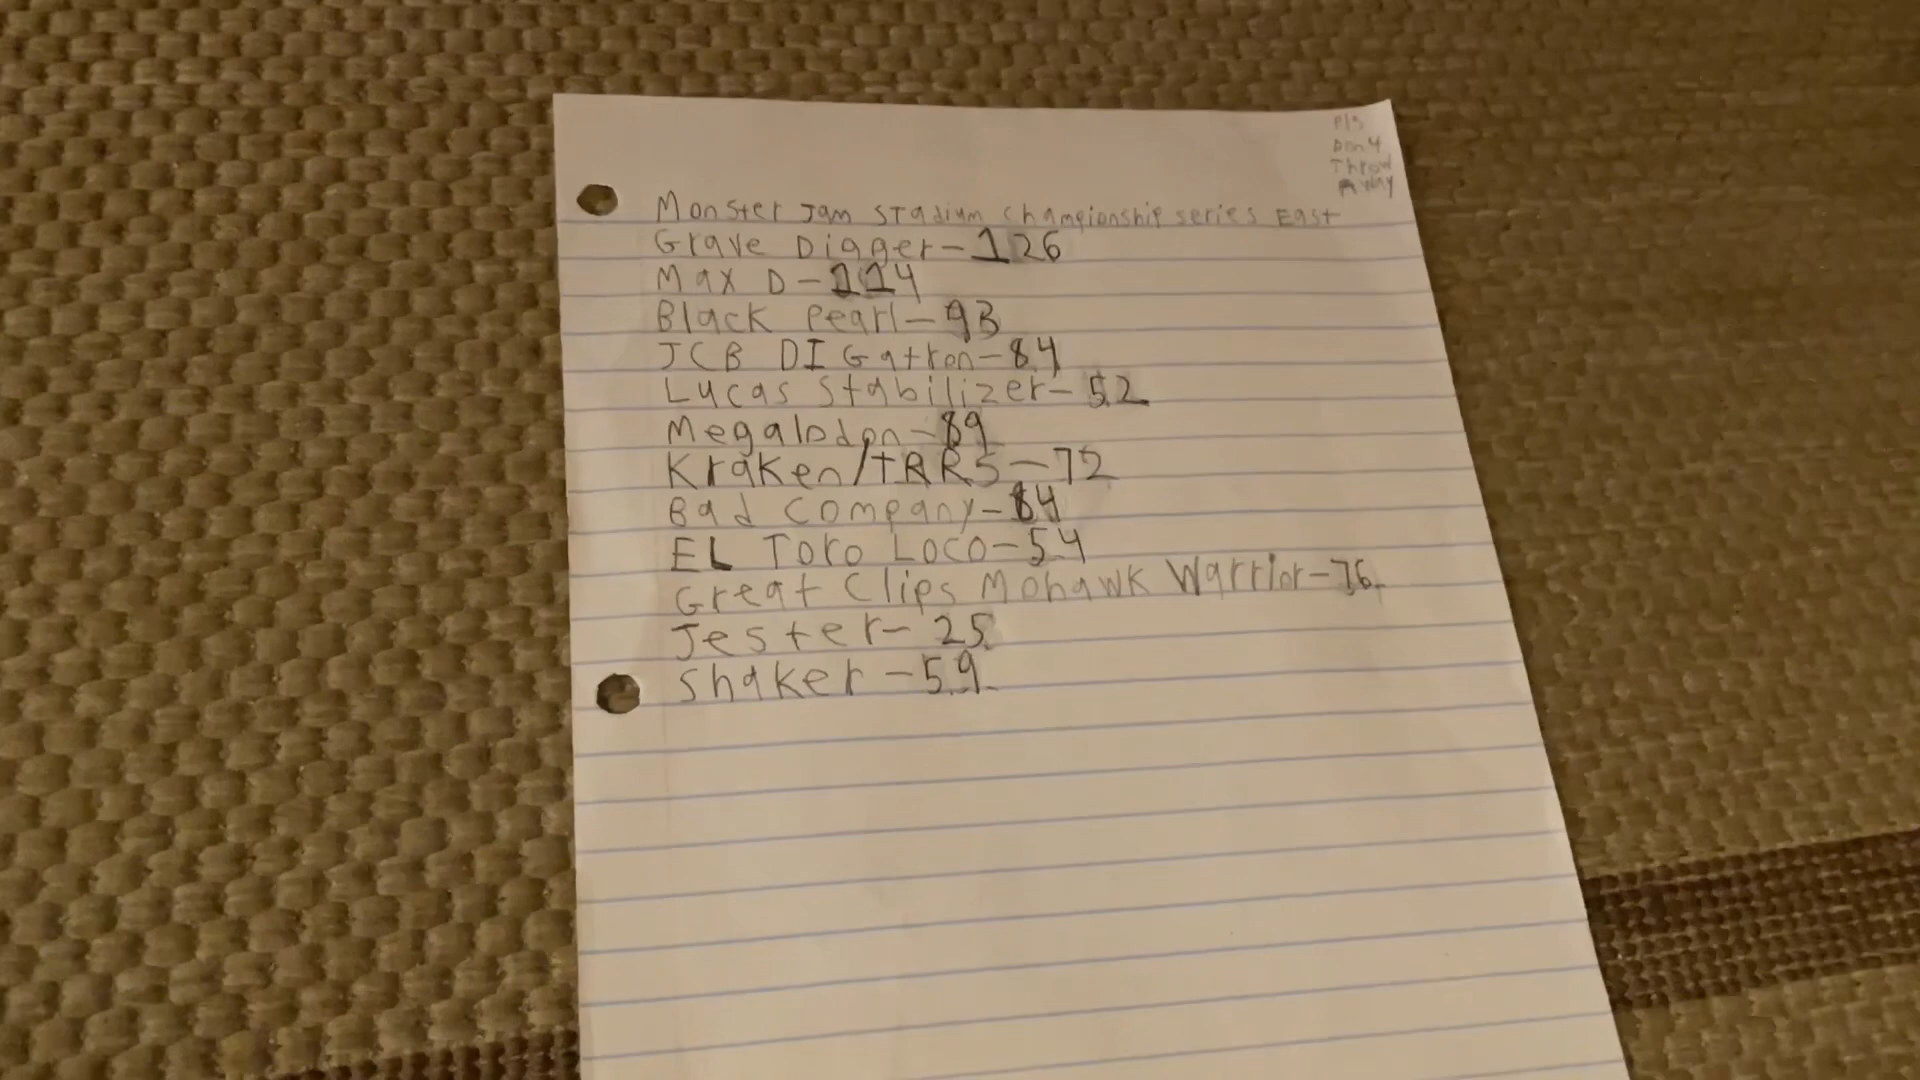 Pls
Don4
Throw
Away
Monster Jam Stadium Championship series East
Grave Digger-126
Max D-114
Black Pearl-93
JCB DIGatron-84
Lucas Stabilizer-52
Megalodon-89
Kraken/TRRS-72
Bad Company-84
EL Toro Loco-54
Great Clips Mohawk Warrior-76
Jester-25
Shaker-59